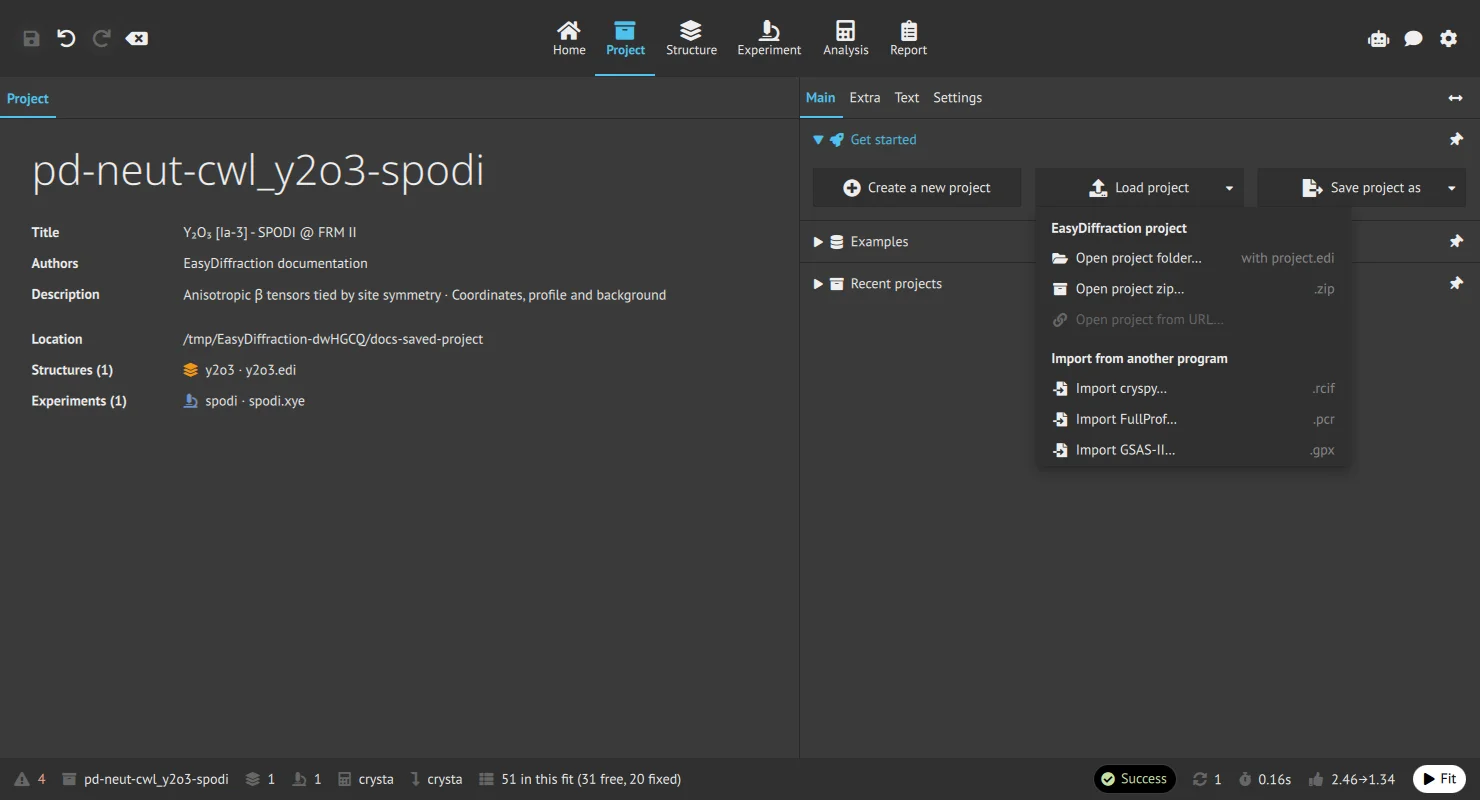 Home Project Structure Experiment Analysis Report
Project
Main Extra Text Settings
pd-neut-cwl_y2o3-spodi
Title Y₂O₃ [Ia-3] - SPODI @ FRM II
Authors EasyDiffraction documentation
Description Anisotropic β tensors tied by site symmetry · Coordinates, profile and background
Location /tmp/EasyDiffraction-dwHGCQ/docs-saved-project
Structures (1) y2o3 · y2o3.edi
Experiments (1) spodi · spodi.xye
Get started
Create a new project Load project Save project as
EasyDiffraction project
Open project folder... with project.edi
Open project zip... .zip
Open project from URL...
Import from another program
Import cryspy... .rcif
Import FullProf... .pcr
Import GSAS-II... .gpx
Examples
Recent projects
4 pd-neut-cwl_y2o3-spodi 1 1 crysta crysta 51 in this fit (31 free, 20 fixed) Success 1 0.16s 2.46→1.34 Fit